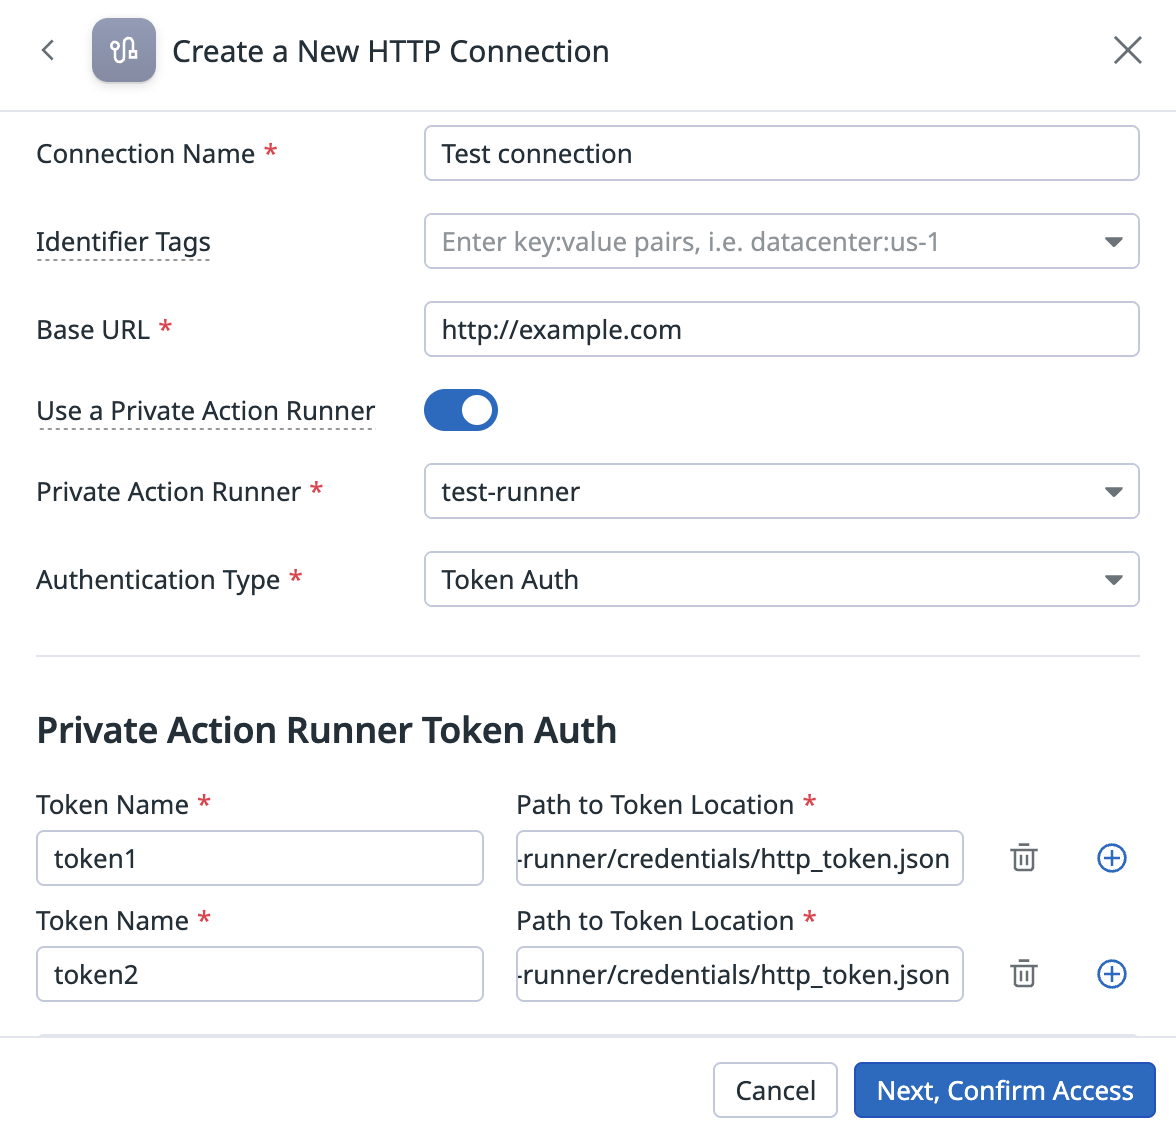 Create a New HTTP Connection
Connection Name *
Test connection
Identifier Tags
Enter key:value pairs, i.e. datacenter:us-1
Base URL *
http://example.com
Use a Private Action Runner
Private Action Runner *
test-runner
Authentication Type *
Token Auth
Private Action Runner Token Auth
Token Name * Path to Token Location *
token1 -runner/credentials/http_token.json
Token Name * Path to Token Location *
token2 -runner/credentials/http_token.json
Cancel Next, Confirm Access